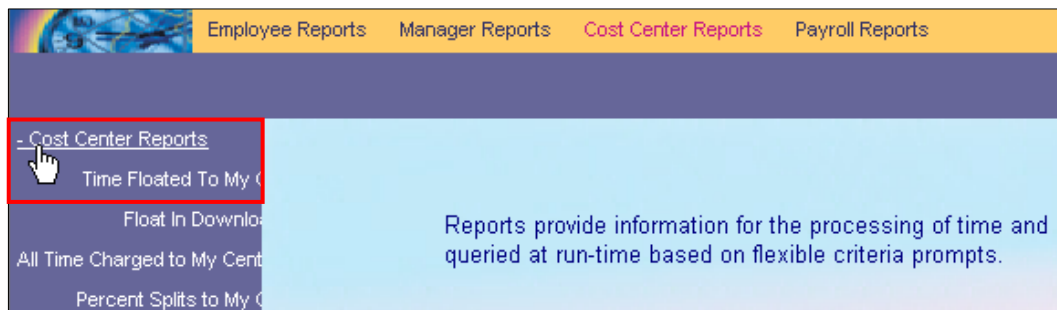 Employee Reports Manager Reports Cost Center Reports Payroll Reports
- Cost Center Reports
Time Floated To My
Float In
All Time Charged to My
Percent Splits to My
Reports provide information for the processing of time and
queried at run-time based on flexible criteria prompts.